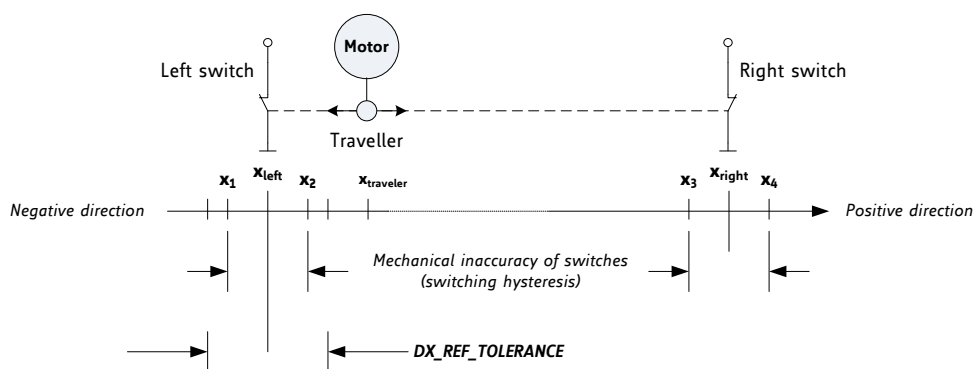 Motor
Left switch
Right switch
Traveller
x1 xleft x2 xtraveler x3 xright x4
Negative direction
Positive direction
Mechanical inaccuracy of switches
(switching hysteresis)
DX_REF_TOLERANCE